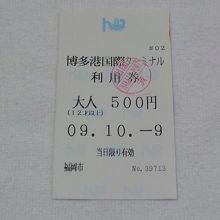 #02
博多港国際ターミナル
利用券
大人 500円
(12才以上)
09.10.-9
当日限り有効
福岡市 No.39713